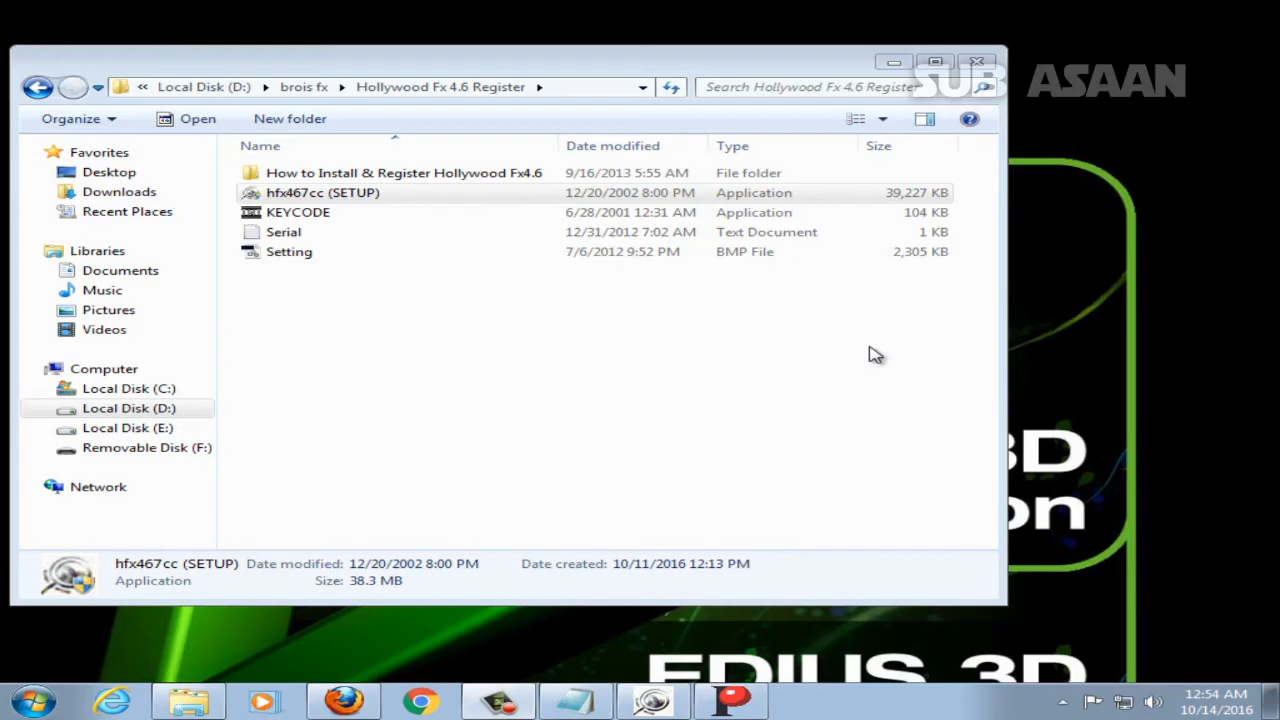 SUB ASAAN
« Local Disk (D:) brois fx Hollywood Fx 4.6 Register
Search Hollywood Fx 4.6 Register
Organize Open New folder
Name Date modified Type Size
How to Install & Register Hollywood Fx4.6 9/16/2013 5:55 AM File folder
hfx467cc (SETUP) 12/20/2002 8:00 PM Application 39,227 KB
KEYCODE 6/28/2001 12:31 AM Application 104 KB
Serial 12/31/2012 7:02 AM Text Document 1 KB
Setting 7/6/2012 9:52 PM BMP File 2,305 KB
Favorites
Desktop
Downloads
Recent Places
Libraries
Documents
Music
Pictures
Videos
Computer
Local Disk (C:)
Local Disk (D:)
Local Disk (E:)
Removable Disk (F:)
Network
hfx467cc (SETUP) Date modified: 12/20/2002 8:00 PM Date created: 10/11/2016 12:13 PM
Application Size: 38.3 MB
3D
on
EDIUS 3D
12:54 AM
10/14/2016